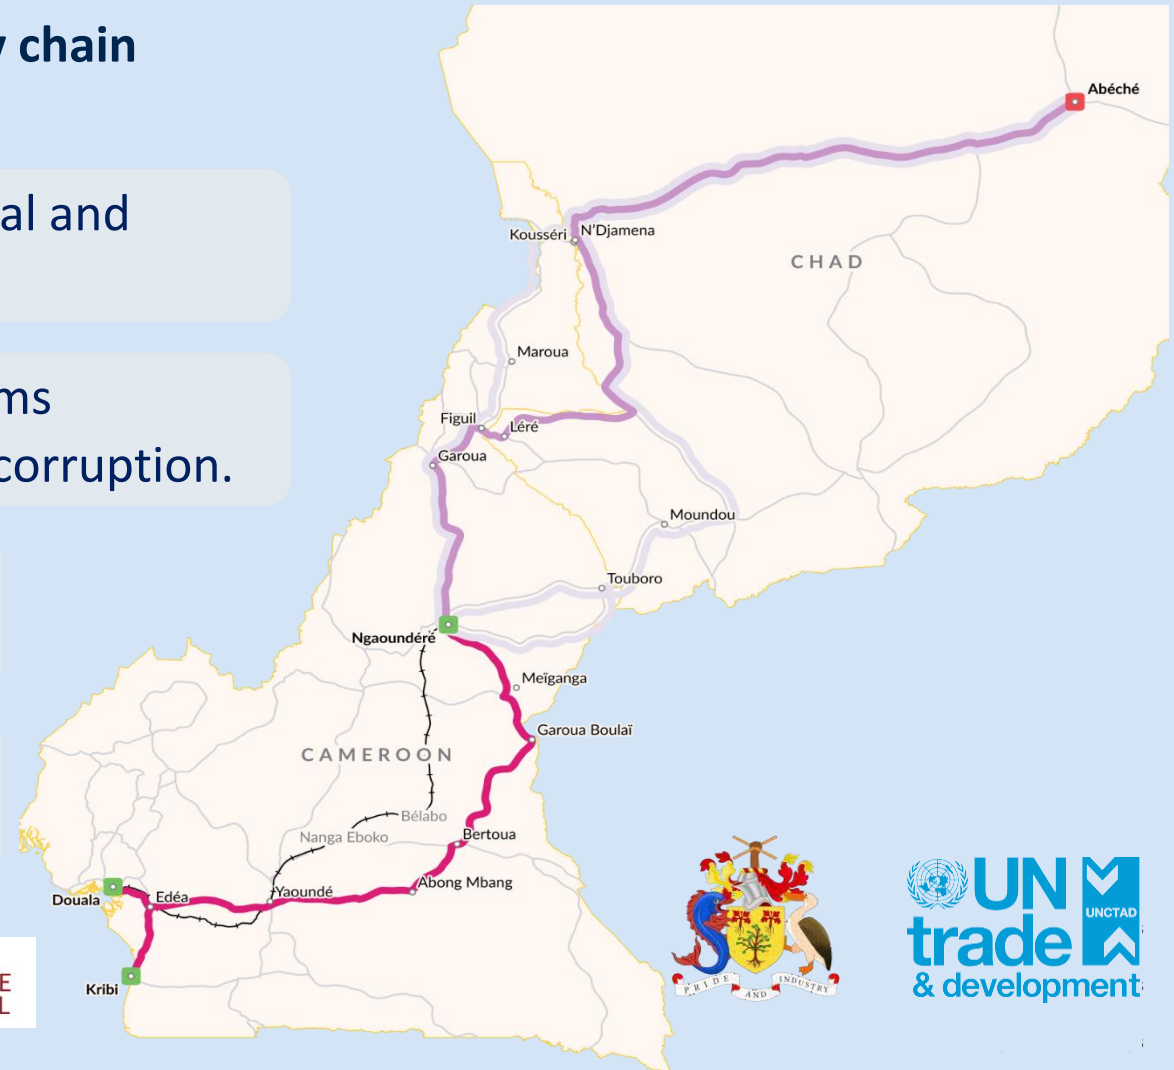 y chain
al and
ms
corruption.
Abéché
Kousséri
N'Djamena
CHAD
Maroua
Figuil
Léré
Garoua
Moundou
Touboro
Ngaoundéré
Meïganga
Garoua Boulaï
CAMEROON
Bélabo
Nanga Eboko
Bertoua
Abong Mbang
Yaoundé
Edéa
Douala
Kribi
E
L
PRIDE
AND
INDUSTRY
UN
trade
& development
UNCTAD